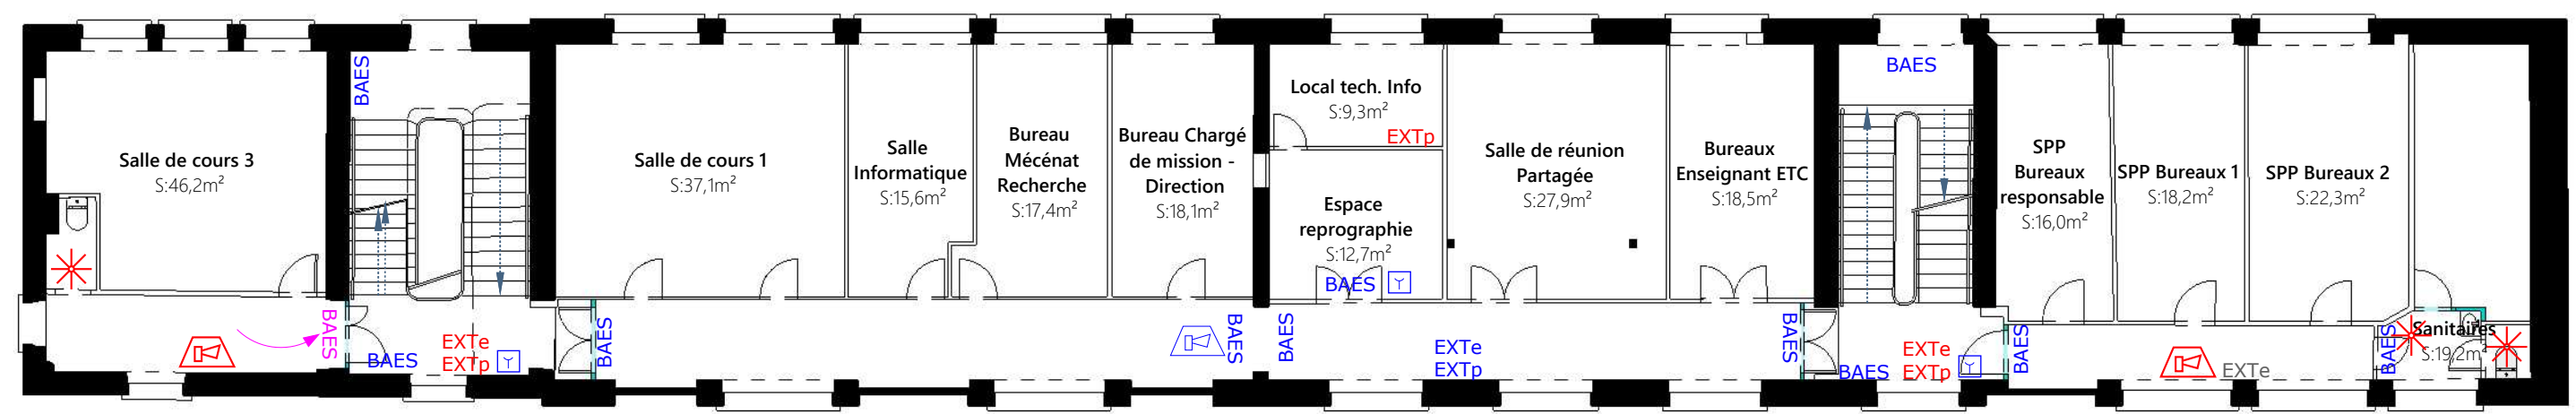 BAES
Salle de cours 3
S:46,2m²
BAES
BAES
EXTe
EXTp
Salle de cours 1
S:37,1m²
BAES
Salle
Informatique
S:15,6m²
Bureau
Mécénat
Recherche
S:17,4m²
Bureau Chargé
de mission -
Direction
S:18,1m²
BAES
BAES
Local tech. Info
S:9,3m²
EXTp
Espace
reprographie
S:12,7m²
BAES
EXTe
EXTp
Salle de réunion
Partagée
S:27,9m²
Bureaux
Enseignant ETC
S:18,5m²
BAES
BAES
BAES
EXTe
EXTp
BAES
SPP
Bureaux
responsable
S:16,0m²
SPP Bureaux 1
S:18,2m²
SPP Bureaux 2
S:22,3m²
EXTe
BAES
Sanitaires
S:19,2m²